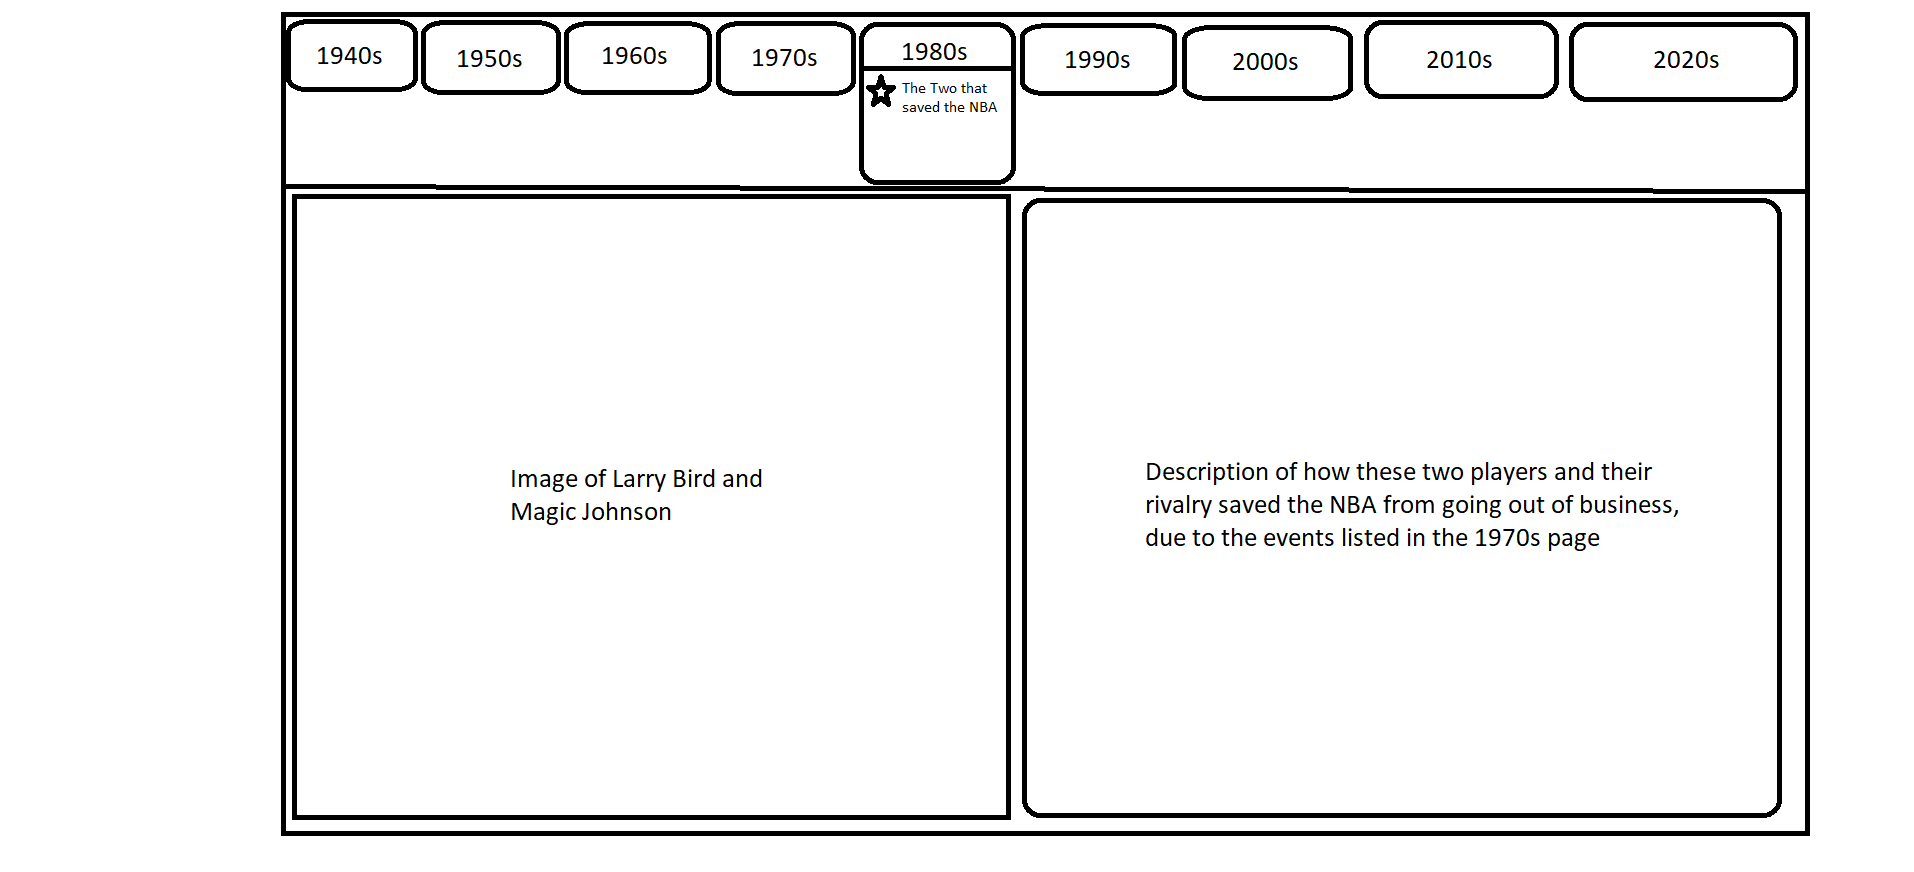 1940s
1950s
1960s
1970s
1980s
1990s
2000s
2010s
2020s
The Two that
saved the NBA
Image of Larry Bird and
Magic Johnson
Description of how these two players and their
rivalry saved the NBA from going out of business,
due to the events listed in the 1970s page